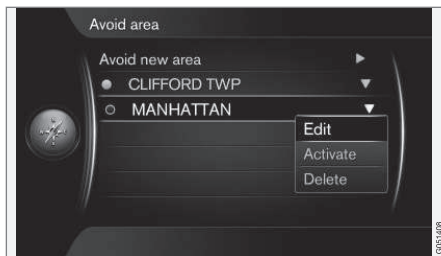 Avoid area
Avoid new area
CLIFFORD TWP
MANHATTAN
Edit
Activate
Delete
G051408